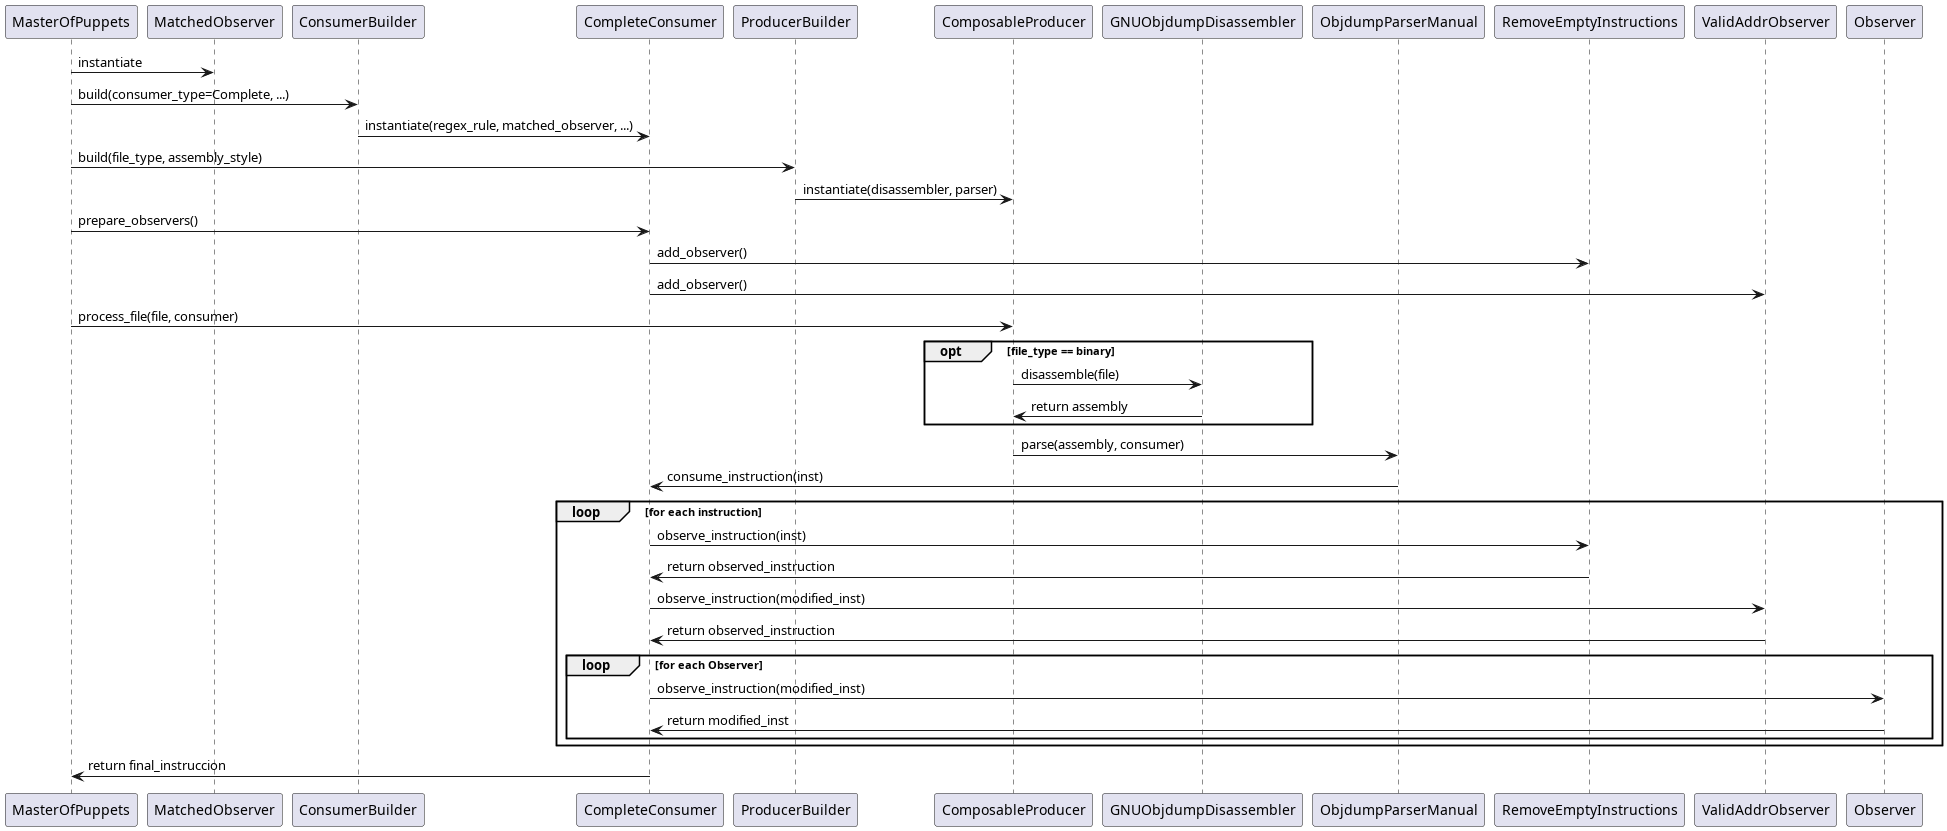 MasterOfPuppets MatchedObserver ConsumerBuilder CompleteConsumer ProducerBuilder ComposableProducer GNUObjdumpDisassembler ObjdumpParserManual RemoveEmptyInstructions ValidAddrObserver Observer
instantiate
build(consumer_type=Complete, ...)
instantiate(regex_rule, matched_observer, ...)
build(file_type, assembly_style)
instantiate(disassembler, parser)
prepare_observers()
add_observer()
add_observer()
process_file(file, consumer)
opt [file_type == binary]
disassemble(file)
return assembly
parse(assembly, consumer)
consume_instruction(inst)
loop [for each instruction]
observe_instruction(inst)
return observed_instruction
observe_instruction(modified_inst)
return observed_instruction
loop [for each Observer]
observe_instruction(modified_inst)
return modified_inst
return final_instruccion
MasterOfPuppets MatchedObserver ConsumerBuilder CompleteConsumer ProducerBuilder ComposableProducer GNUObjdumpDisassembler ObjdumpParserManual RemoveEmptyInstructions ValidAddrObserver Observer